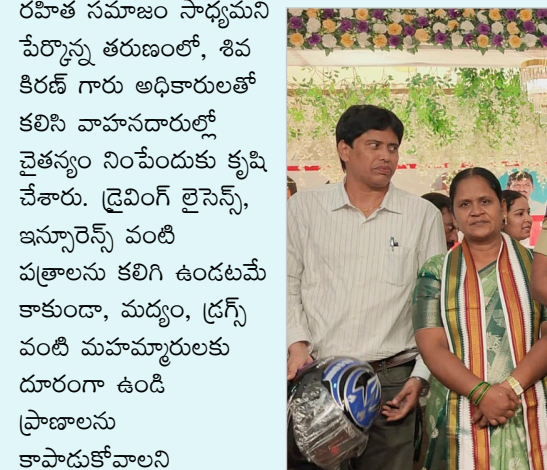 రహిత సమాజం సాధ్యమని
పేర్కొన్న తరుణంలో, శివ
కిరణ్ గారు అధికారులతో
కలిసి వాహనదారుల్లో
చైతన్యం నింపేందుకు కృషి
చేశారు. డ్రైవింగ్ లైసెన్స్,
ఇన్సూరెన్స్ వంటి
పత్రాలను కలిగి ఉండటమే
కాకుండా, మద్యం, డ్రగ్స్
వంటి మహమ్మారులకు
దూరంగా ఉండి
ప్రాణాలను
కాపాడుకోవాలని